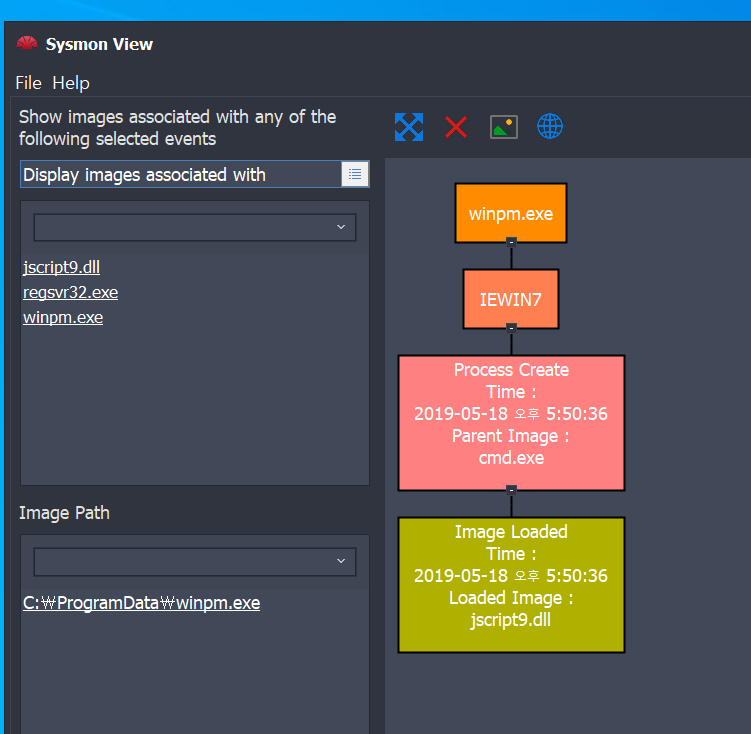 Sysmon View
File Help
Show images associated with any of the
following selected events
Display images associated with
jscript9.dll
regsvr32.exe
winpm.exe
Image Path
C:₩ProgramData₩winpm.exe
winpm.exe
IEWIN7
Process Create
Time :
2019-05-18 오후 5:50:36
Parent Image :
cmd.exe
Image Loaded
Time :
2019-05-18 오후 5:50:36
Loaded Image :
jscript9.dll